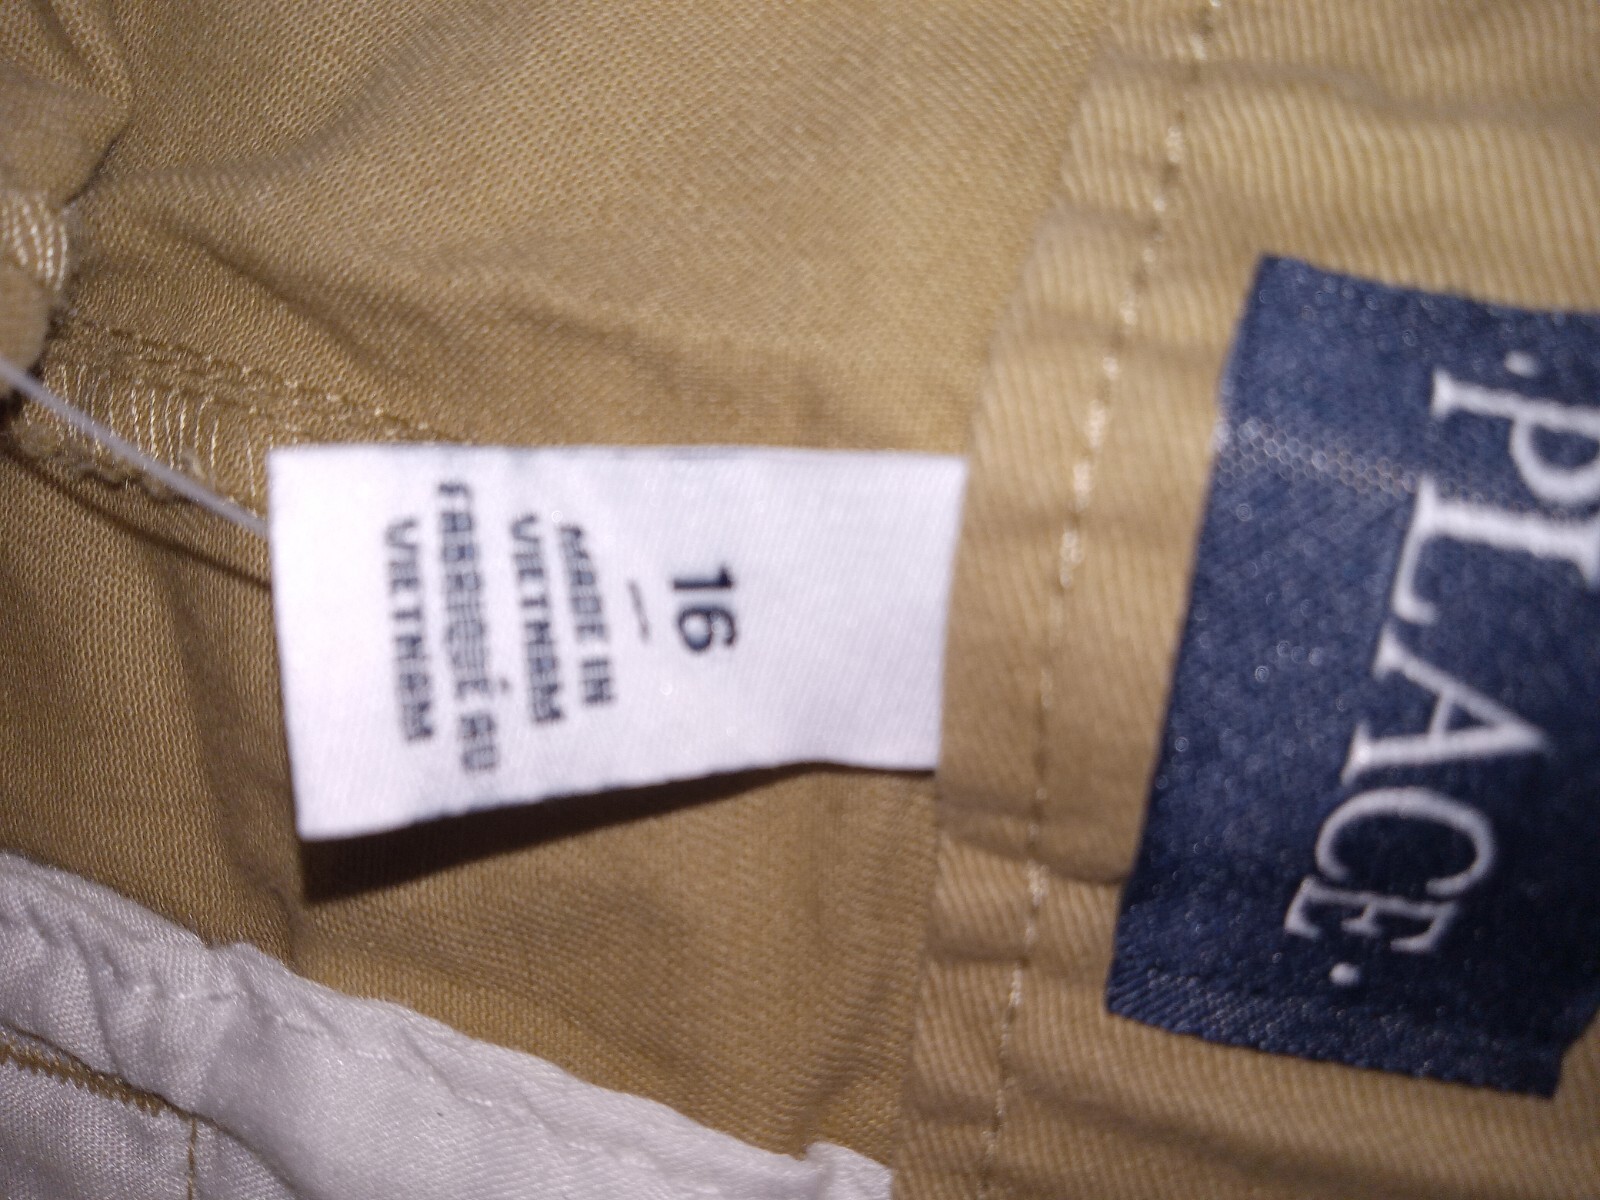 · PLACE ·
16
—
MADE IN
VIETNAM
FABRIQUÉ AU
VIETNAM